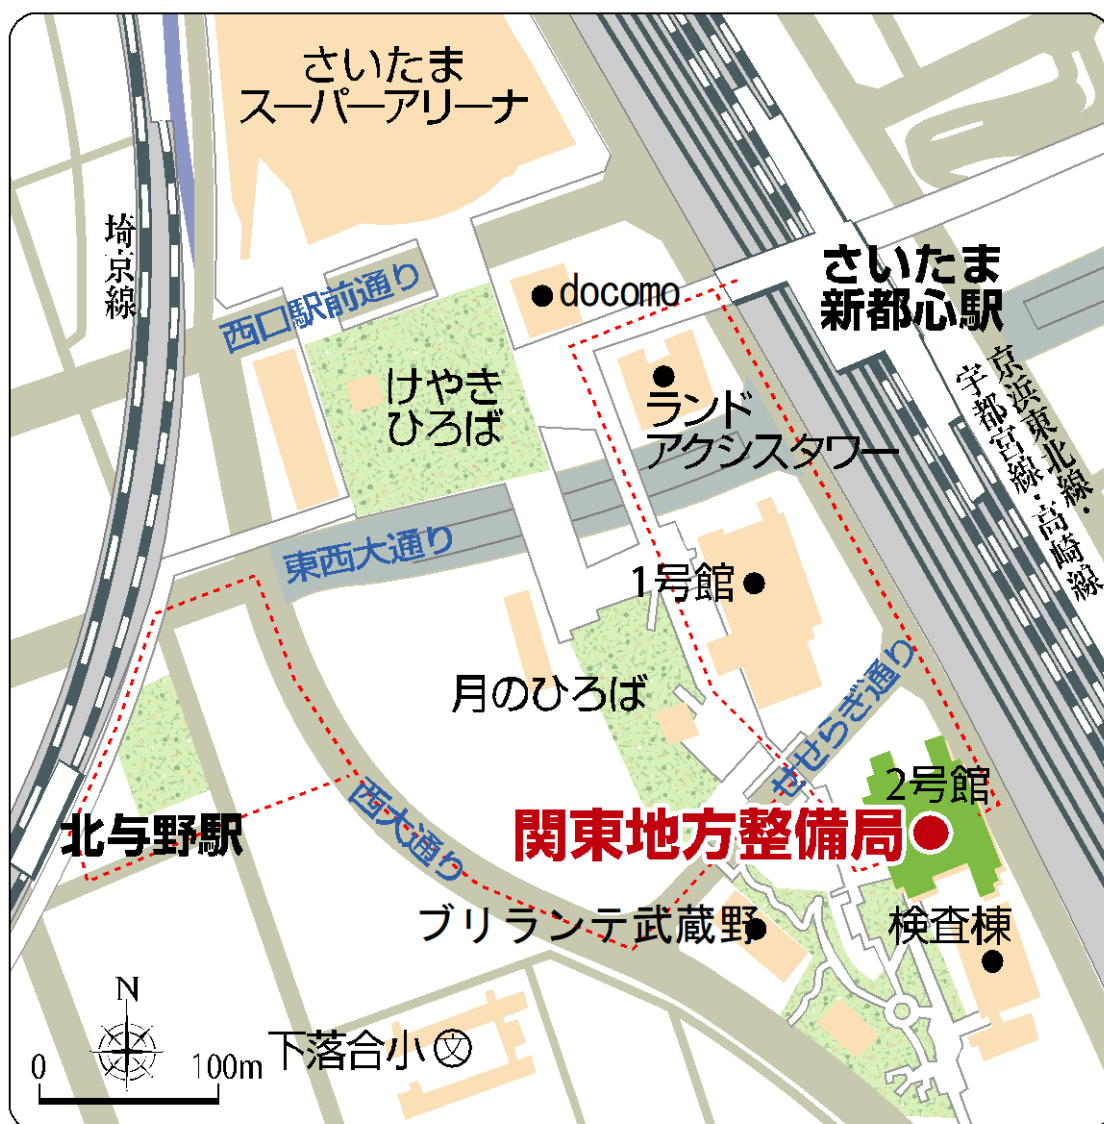 さいたま
スーパーアリーナ
埼京線
西口駅前通り
docomo
さいたま
新都心駅
けやき
ひろば
ランド
アクシスタワー
京浜東北線・
宇都宮線・高崎線
東西大通り
1号館
月のひろば
せせらぎ通り
2号館
西大通り
関東地方整備局
北与野駅
ブリランテ武蔵野
検査棟
N
0 100m
下落合小 文